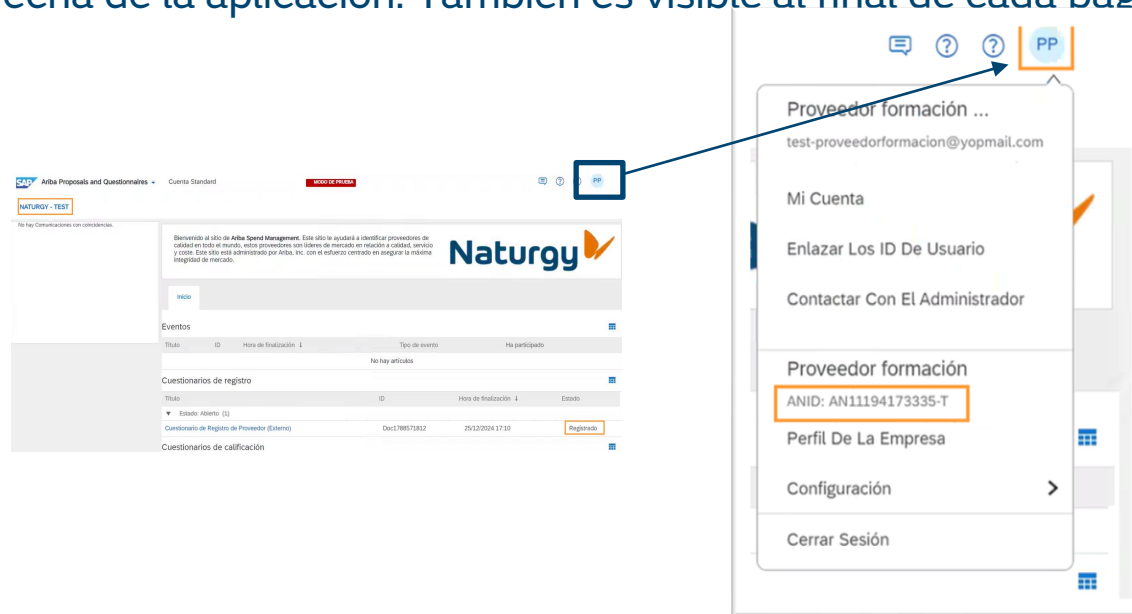 echa de la aplicación. También es visible al final de cada pág
SAP Ariba Proposals and Questionnaires
Cuenta Standard
MODO DE PRUEBA
PP
NATURGY - TEST
No hay Comunicaciones con coincidencias.
Bienvenido al sitio de Ariba Spend Management. Este sitio le ayudará a identificar proveedores de
calidad en todo el mundo, estos proveedores son líderes de mercado en relación a calidad, servicio
y coste. Este sitio está administrado por Ariba, Inc. con el esfuerzo centrado en asegurar la máxima
integridad de mercado.
Naturgy
Inicio
Eventos
Título ID Hora de finalización ↓ Tipo de evento Ha participado
No hay artículos
Cuestionarios de registro
Título ID Hora de finalización ↓ Estado
▼ Estado: Abierto (1)
Cuestionario de Registro de Proveedor (Externo) Doc1788571812 25/12/2024 17:10 Registrado
Cuestionarios de calificación
PP
Proveedor formación ...
test-proveedorformacion@yopmail.com
Mi Cuenta
Enlazar Los ID De Usuario
Contactar Con El Administrador
Proveedor formación
ANID: AN11194173335-T
Perfil De La Empresa
Configuración
Cerrar Sesión